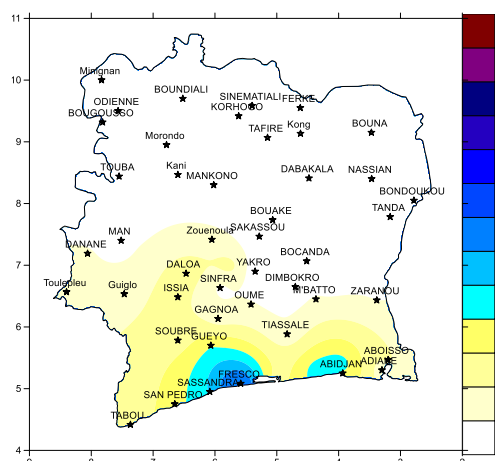 11
10
9
8
7
6
5
4
Minignan
ODIENNE
BOUGOUSSO
BOUNDIALI
SINEMATIALI
FERKE
KORHOGO
TAFIRE
Kong
BOUNA
Morondo
TOUBA
Kani
MANKONO
DABAKALA
NASSIAN
BONDOUKOU
TANDA
BOUAKE
SAKASSOU
Zouenoula
MAN
DANANE
BOCANDA
YAKRO
DALOA
SINFRA
DIMBOKRO
M'BATTO
ZARANOU
Toulepleu
Guiglo
ISSIA
OUME
GAGNOA
TIASSALE
SOUBRE
GUEYO
ABOISSO
ADIAKE
ABIDJAN
FRESCO
SASSANDRA
SAN PEDRO
TABOU